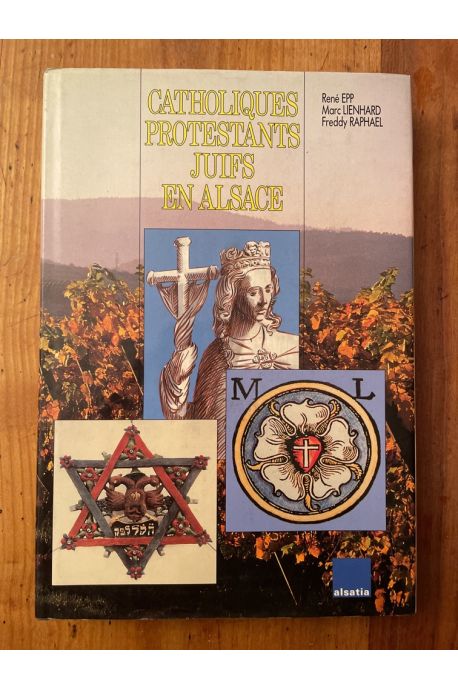 CATHOLIQUES
PROTESTANTS
JUIFS
EN ALSACE
René EPP
Marc LIENHARD
Freddy RAPHAEL
M L
alsatia